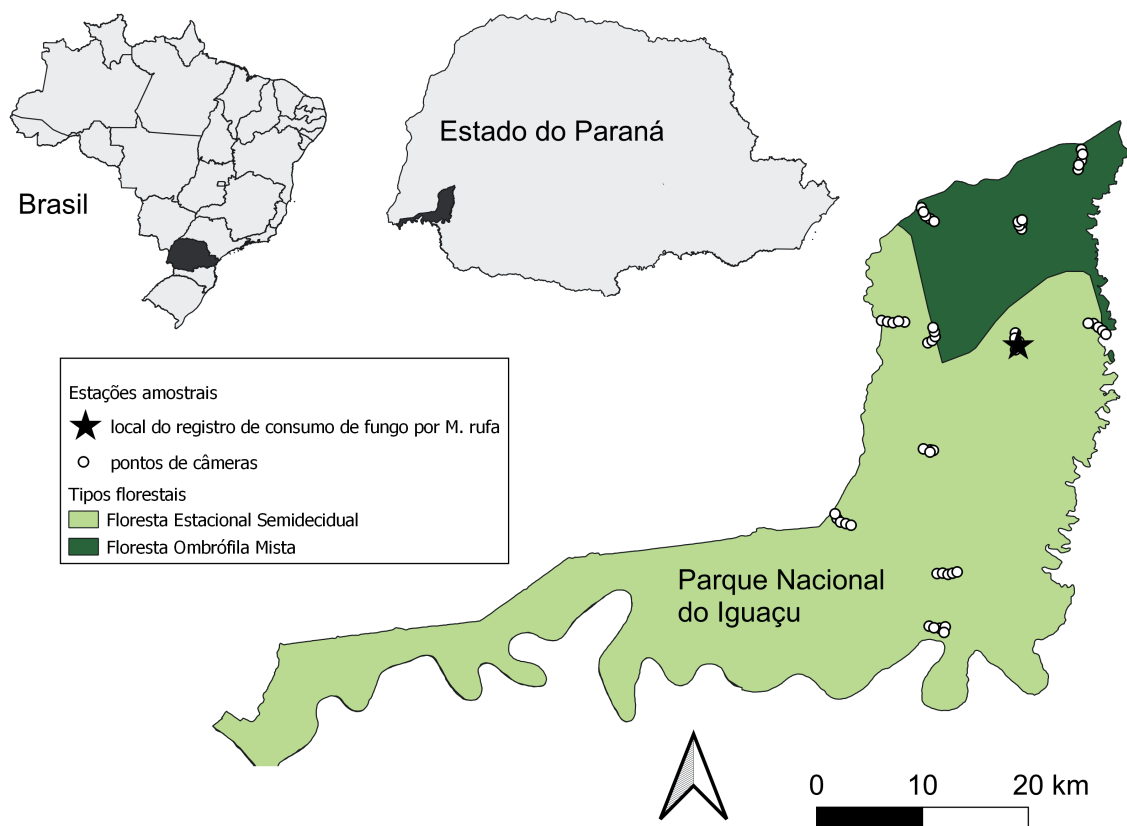 Brasil
Estado do Paraná
Estações amostrais
local do registro de consumo de fungo por M. rufa
pontos de câmeras
Tipos florestais
Floresta Estacional Semidecidual
Floresta Ombrófila Mista
Parque Nacional
do Iguaçu
0 10 20 km